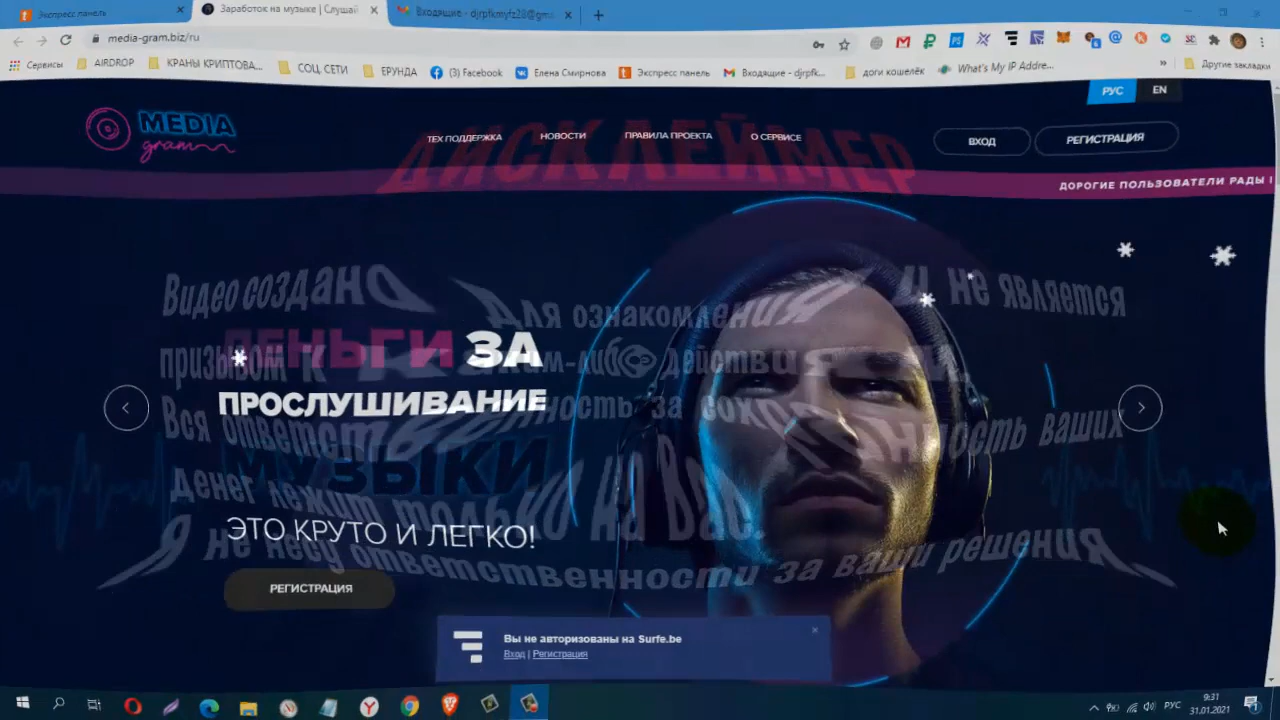 Экспресс панель
Заработок на музыке | Слушай
Входящие - djrpfkmyfz28@gma
media-gram.biz/ru
Сервисы
AIRDROP
КРАНЫ КРИПТОВА...
СОЦ. СЕТИ
ЕРУНДА
(3) Facebook
Елена Смирнова
Экспресс панель
Входящие - djrpfk...
доги кошелёк
What's My IP Addre...
»
Другие закладки
РУС
EN
MEDIA
gram
ТЕХ ПОДДЕРЖКА
НОВОСТИ
ПРАВИЛА ПРОЕКТА
О СЕРВИСЕ
ВХОД
РЕГИСТРАЦИЯ
ДИСКЛЕЙМЕР
ДОРОГИЕ ПОЛЬЗОВАТЕЛИ РАДЫ
Видео создано для ознакомления и не является
призывом к каким-либо действиям
Вся ответственность за сохранность ваших
денег лежит только на Вас.
Я не несу ответственности за ваши решения
ДЕНЬГИ ЗА
ПРОСЛУШИВАНИЕ
МУЗЫКИ
ЭТО КРУТО И ЛЕГКО!
РЕГИСТРАЦИЯ
Вы не авторизованы на Surfe.be
Вход | Регистрация
РУС
9:31
31.01.2021